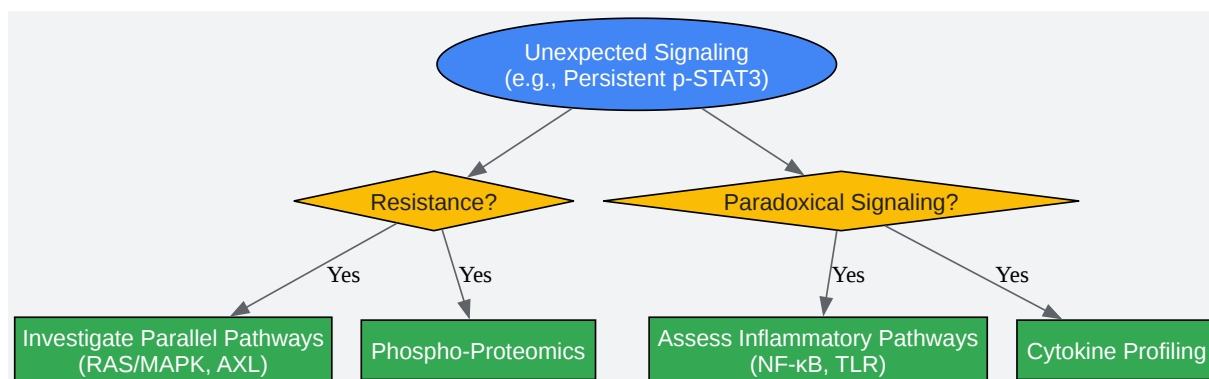 Unexpected Signaling
(e.g., Persistent p-STAT3)
Resistance?
Paradoxical Signaling?
Yes
Yes
Yes
Yes
Investigate Parallel Pathways
(RAS/MAPK, AXL)
Phospho-Proteomics
Assess Inflammatory Pathways
(NF-κB, TLR)
Cytokine Profiling